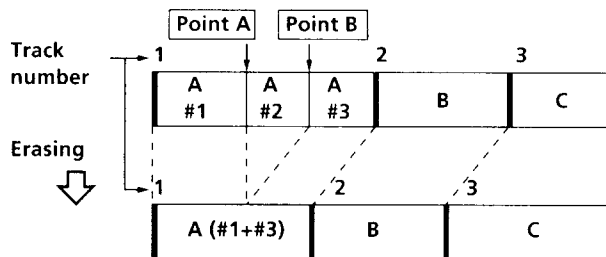 Point A Point B
Track number
1 2 3
A #1 A #2 A #3 B C
Erasing
1 2 3
A (#1+#3) B C